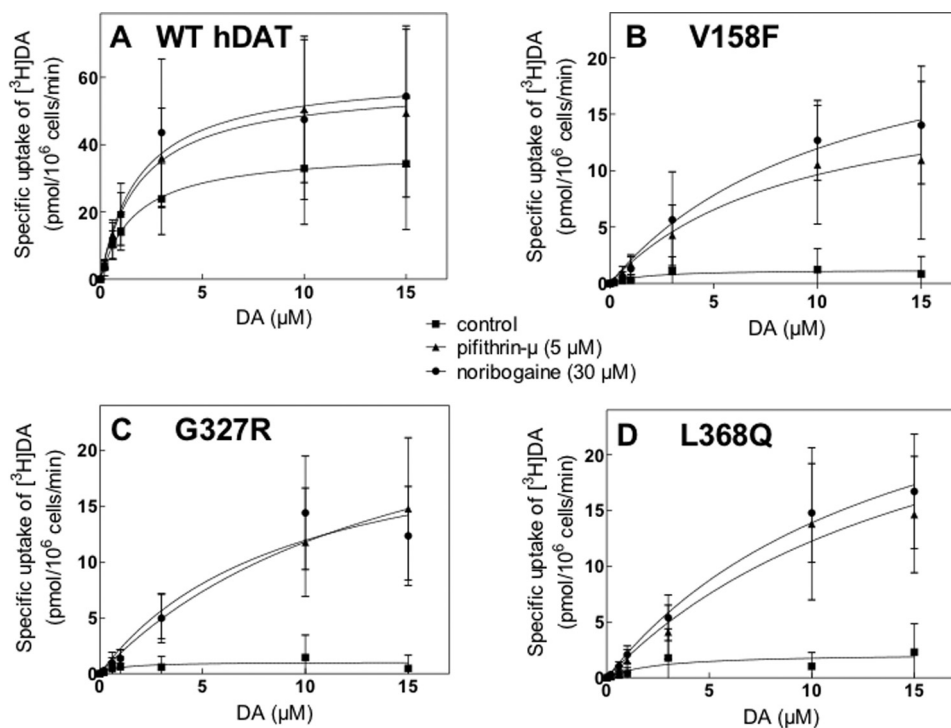 A WT hDAT
Specific uptake of [³H]DA
(pmol/10⁶ cells/min)
60
40
20
0
0 5 10 15
DA (µM)
B V158F
Specific uptake of [³H]DA
(pmol/10⁶ cells/min)
20
15
10
5
0
0 5 10 15
DA (µM)
control
pifithrin-µ (5 µM)
noribogaine (30 µM)
C G327R
Specific uptake of [³H]DA
(pmol/10⁶ cells/min)
20
15
10
5
0
0 5 10 15
DA (µM)
D L368Q
Specific uptake of [³H]DA
(pmol/10⁶ cells/min)
20
15
10
5
0
0 5 10 15
DA (µM)